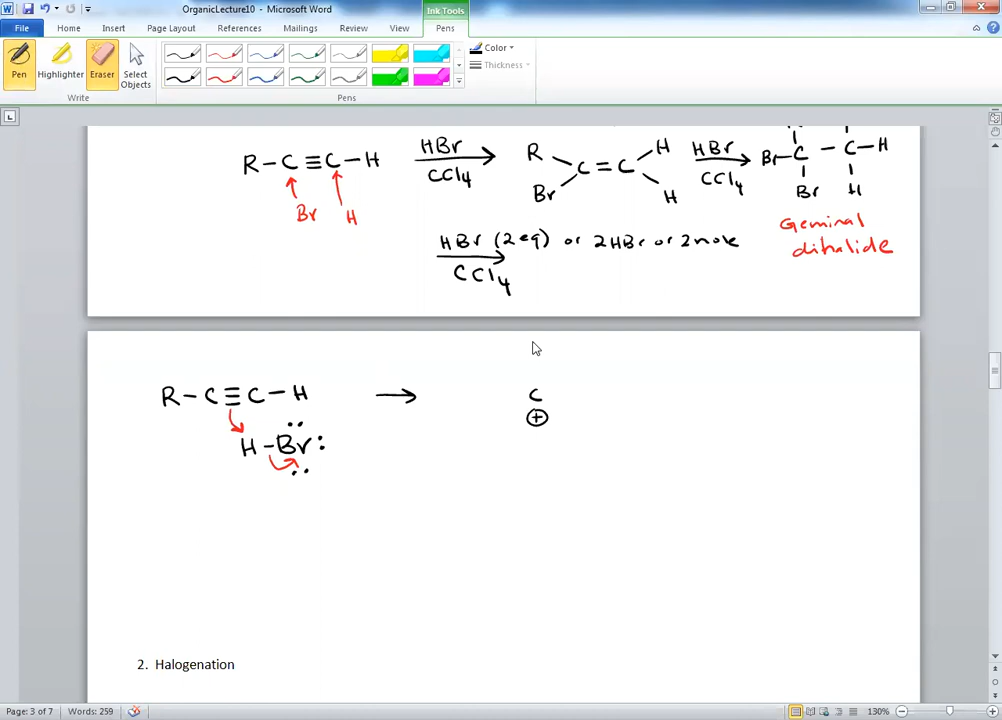 OrganicLecture10 - Microsoft Word
Ink Tools
File Home Insert Page Layout References Mailings Review View Pens
Pen Highlighter Eraser Select Objects
Color
Thickness
Write
Pens
R-C≡C-H HBr CCl4 R Br C=C H H HBr CCl4 Br-C-C-H Br H
Br H
Geminal
dihalide
HBr (2eq) or 2HBr or 2mole
CCl4
R-C≡C-H → C
+
H-Br
2. Halogenation
Page: 3 of 7 Words: 259 130%